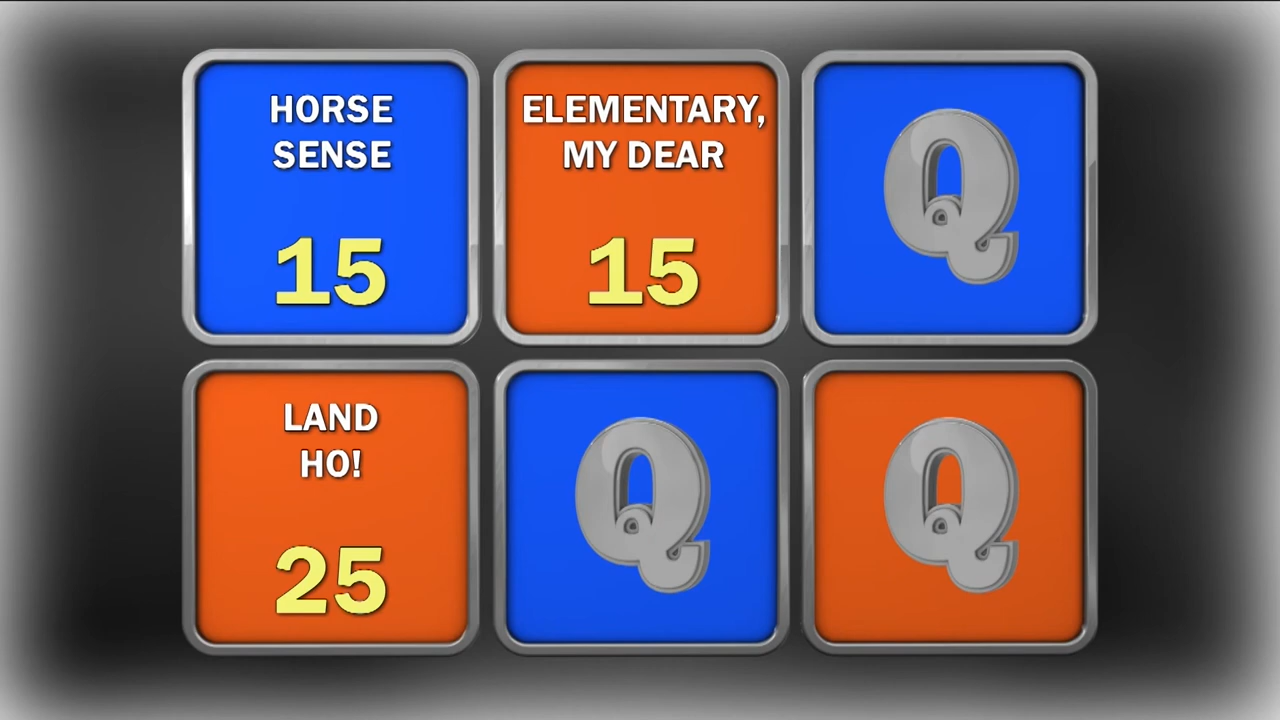 HORSE
SENSE
15
ELEMENTARY,
MY DEAR
15
Q
LAND
HO!
25
Q
Q